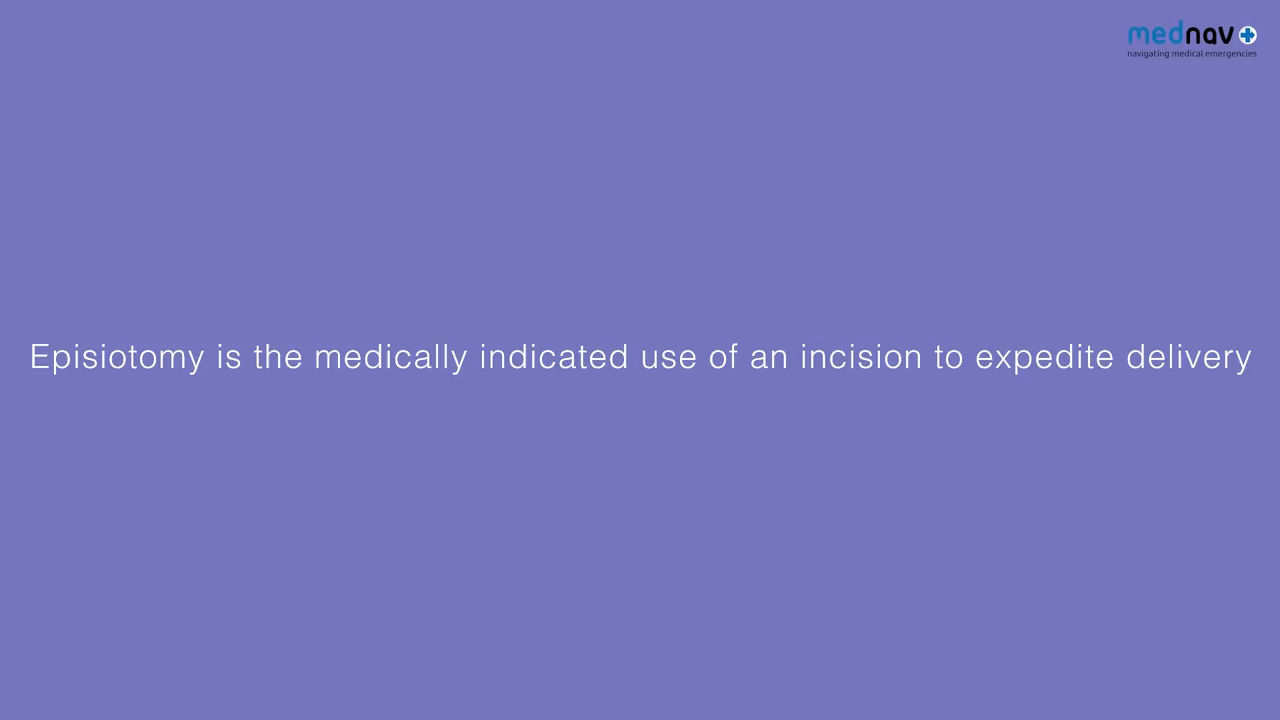 mednav
navigating medical emergencies
Episiotomy is the medically indicated use of an incision to expedite delivery